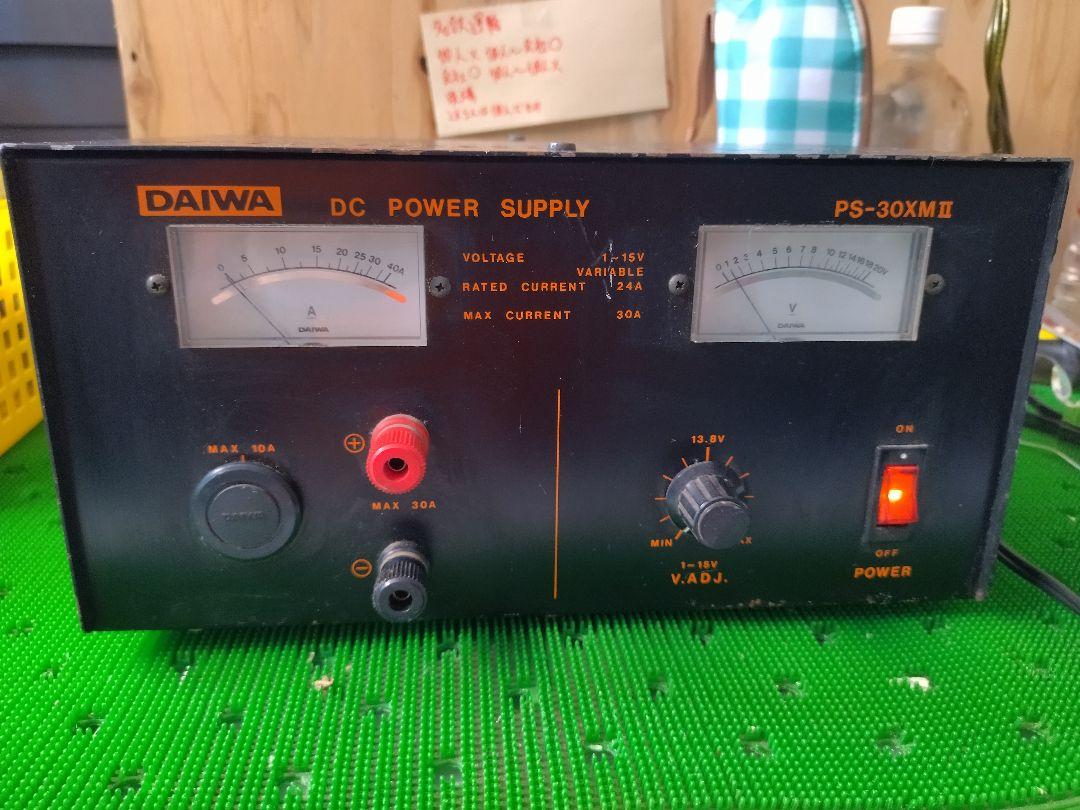 DAIWA
DC POWER SUPPLY
PS-30XMII
0 5 10 15 20 25 30 40A
A
DAIWA
VOLTAGE 1~15V
VARIABLE
RATED CURRENT 24A
MAX CURRENT 30A
0 1 2 3 4 5 6 7 8 10 12 14 16 18 20V
V
DAIWA
MAX 10A
DAIWA
+
MAX 30A
−
13.8V
MIN
1~15V
V.ADJ.
ON
OFF
POWER